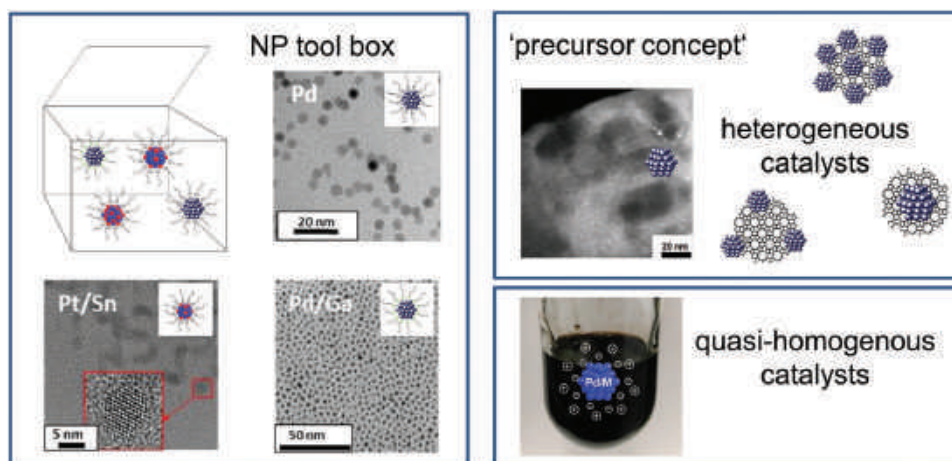 NP tool box
Pd
20 nm
Pt/Sn
5 nm
Pd/Ga
50 nm
'precursor concept'
heterogeneous
catalysts
20 nm
quasi-homogenous
catalysts
Pd/M